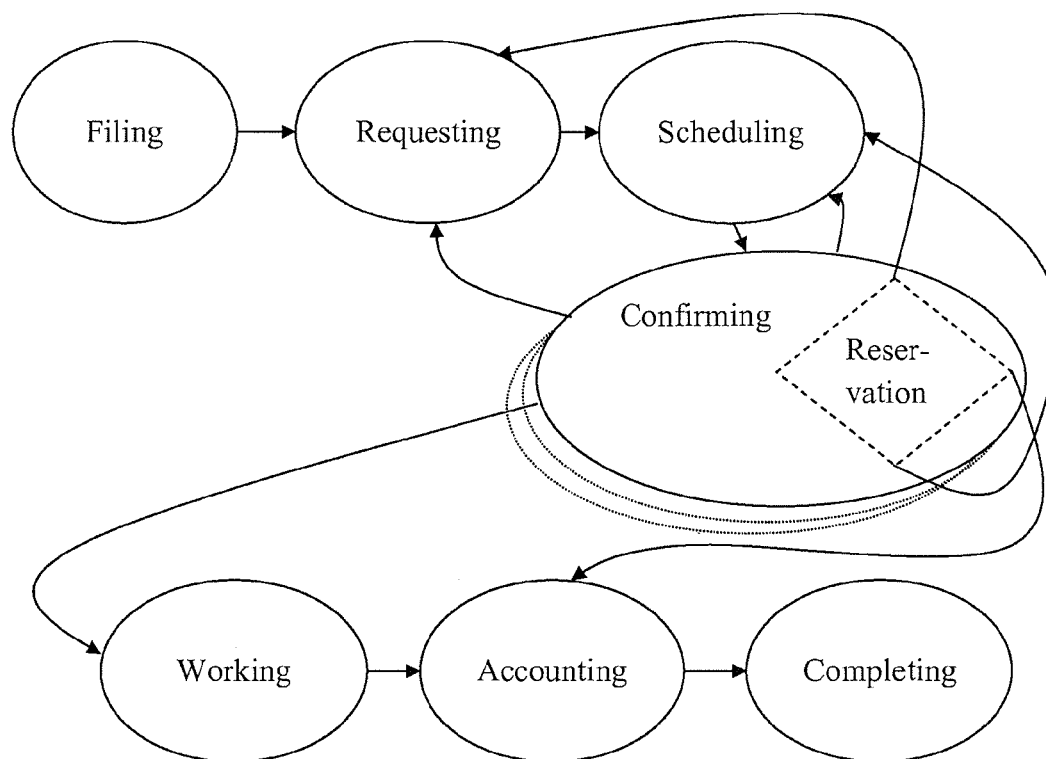 Filing
Requesting
Scheduling
Confirming
Reser-
vation
Working
Accounting
Completing